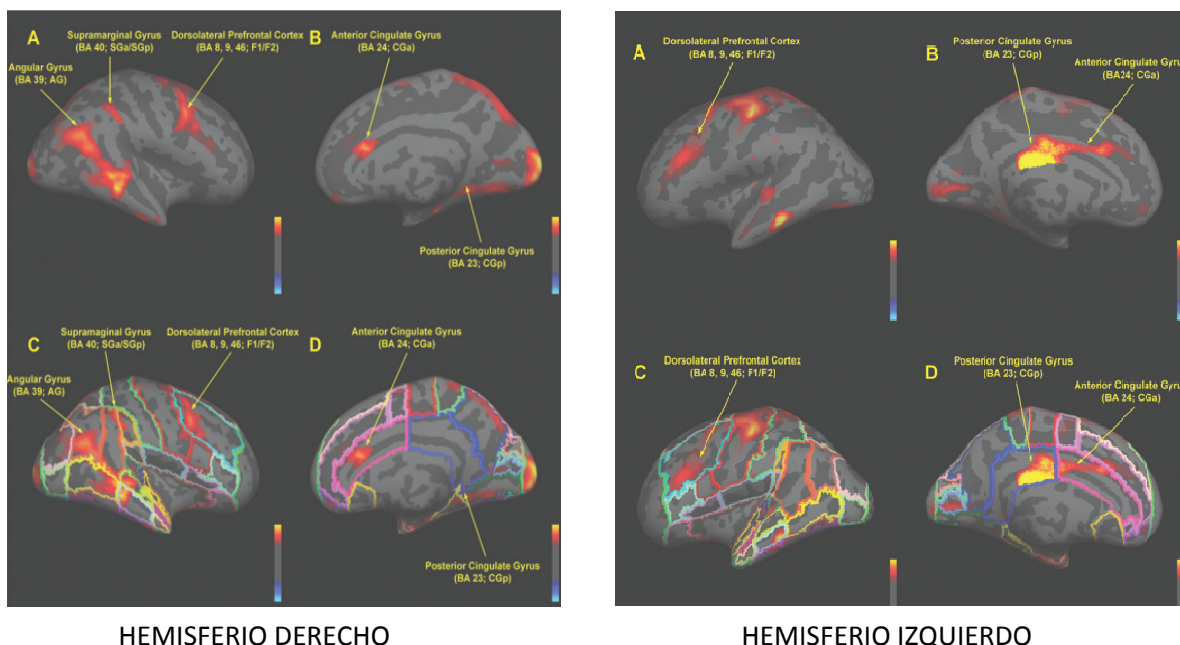 A
Supramarginal Gyrus
(BA 40; SGa/SGp)
Dorsolateral Prefrontal Cortex
(BA 8, 9, 46; F1/F2)
Angular Gyrus
(BA 39; AG)
B
Anterior Cingulate Gyrus
(BA 24; CGa)
Posterior Cingulate Gyrus
(BA 23; CGp)
C
Supramaginal Gyrus
(BA 40; SGa/SGp)
Dorsolateral Prefrontal Cortex
(BA 8, 9, 46; F1/F2)
Angular Gyrus
(BA 39; AG)
D
Anterior Cingulate Gyrus
(BA 24; CGa)
Posterior Cingulate Gyrus
(BA 23; CGp)
HEMISFERIO DERECHO
A
Dorsolateral Prefrontal Cortex
(BA 8, 9, 46; F1/F2)
B
Posterior Cingulate Gyrus
(BA 23; CGp)
Anterior Cingulate Gyrus
(BA24; CGa)
C
Dorsolateral Prefrontal Cortex
(BA 8, 9, 46; F1/F2)
D
Posterior Cingulate Gyrus
(BA 23; CGp)
Anterior Cingulate Gyru
(BA 24; CGa)
HEMISFERIO IZQUIERDO